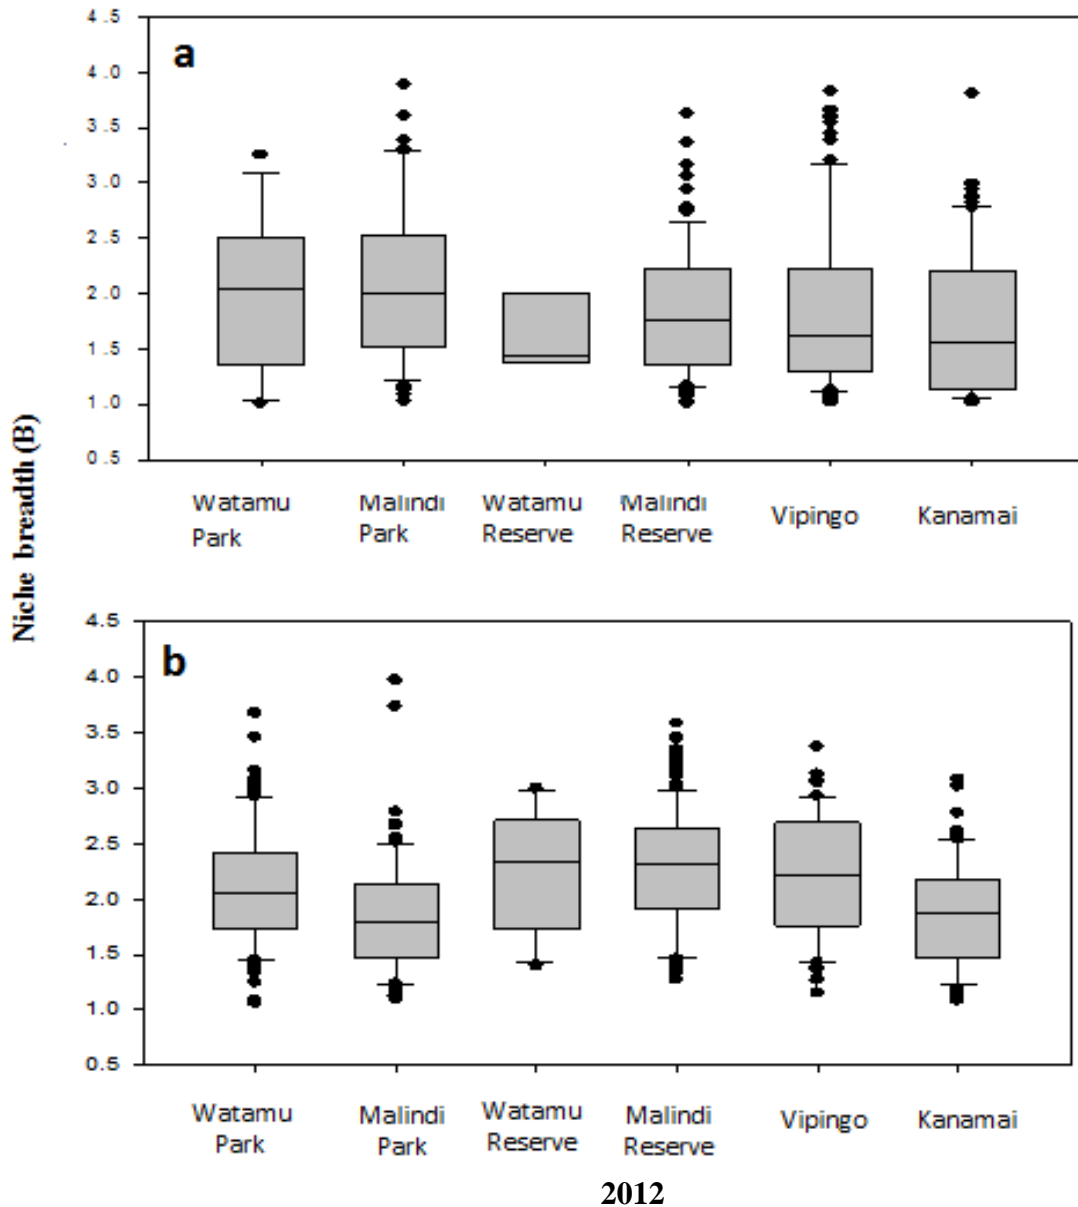 4.5
a
4.0
3.5
3.0
2.5
2.0
1.5
1.0
0.5
Watamu Park
Malindi Park
Watamu Reserve
Malindi Reserve
Vipingo
Kanamai
Niche breadth (B)
4.5
b
4.0
3.5
3.0
2.5
2.0
1.5
1.0
0.5
Watamu Park
Malindi Park
Watamu Reserve
Malindi Reserve
Vipingo
Kanamai
2012